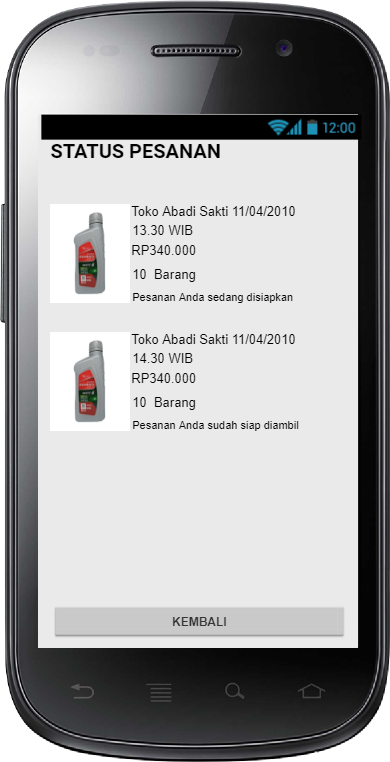 12:00
STATUS PESANAN
Toko Abadi Sakti 11/04/2010
13.30 WIB
RP340.000
10 Barang
Pesanan Anda sedang disiapkan
Toko Abadi Sakti 11/04/2010
14.30 WIB
RP340.000
10 Barang
Pesanan Anda sudah siap diambil
KEMBALI